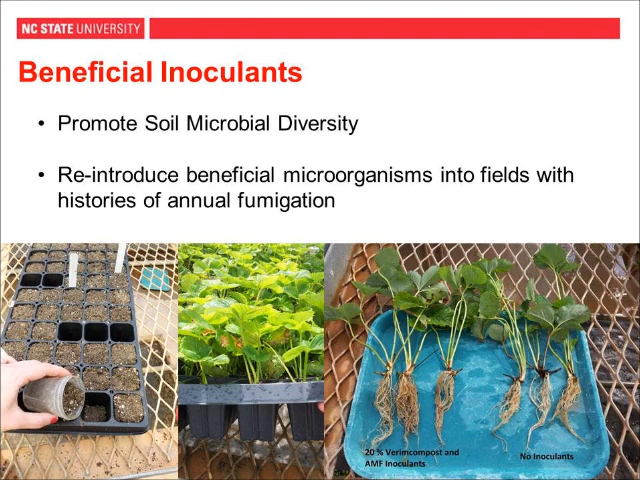 NC STATE UNIVERSITY
Beneficial Inoculants
• Promote Soil Microbial Diversity
• Re-introduce beneficial microorganisms into fields with
histories of annual fumigation
20 % Verimcompost and
AMF Inoculants
No Inoculants